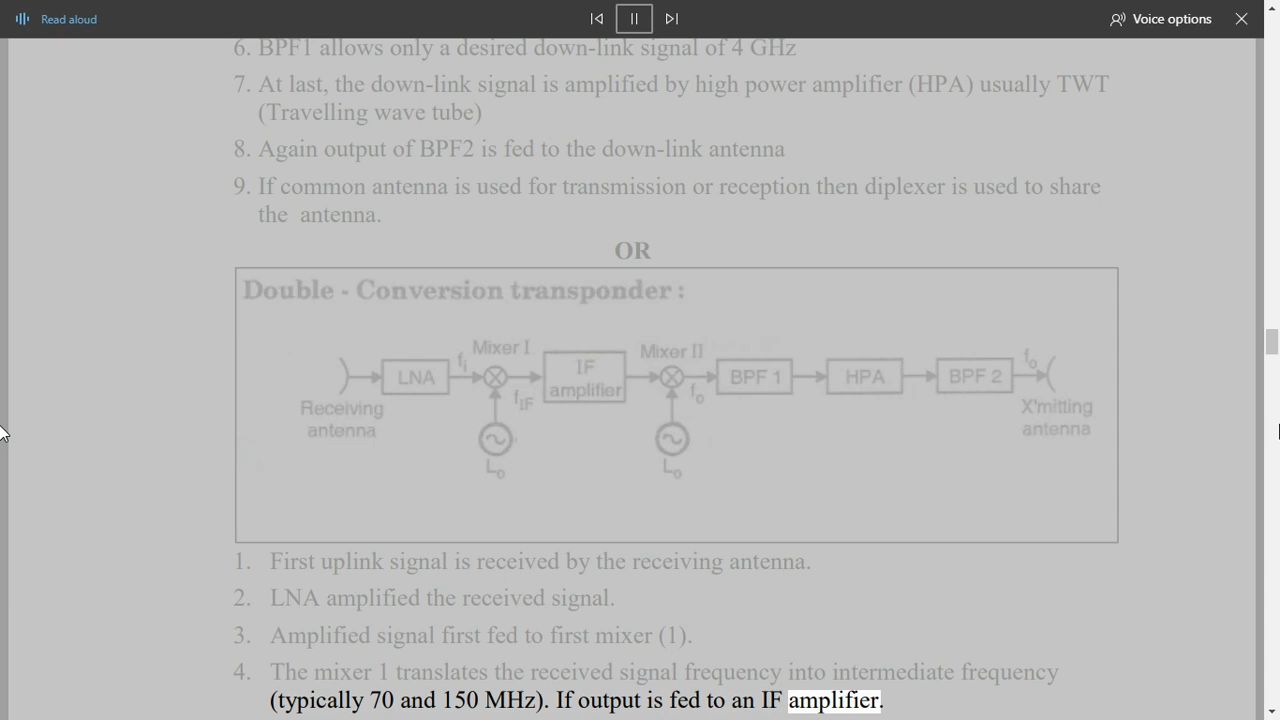 Read aloud
Voice options
6. BPF1 allows only a desired down-link signal of 4 GHz
7. At last, the down-link signal is amplified by high power amplifier (HPA) usually TWT
(Travelling wave tube)
8. Again output of BPF2 is fed to the down-link antenna
9. If common antenna is used for transmission or reception then diplexer is used to share
the antenna.
OR
Double - Conversion transponder :
Mixer I
Mixer II
fi
fo
LNA
IF
amplifier
BPF 1
HPA
BPF 2
fIF
fo
Receiving
antenna
X'mitting
antenna
Lo
Lo
1. First uplink signal is received by the receiving antenna.
2. LNA amplified the received signal.
3. Amplified signal first fed to first mixer (1).
4. The mixer 1 translates the received signal frequency into intermediate frequency
(typically 70 and 150 MHz). If output is fed to an IF amplifier.